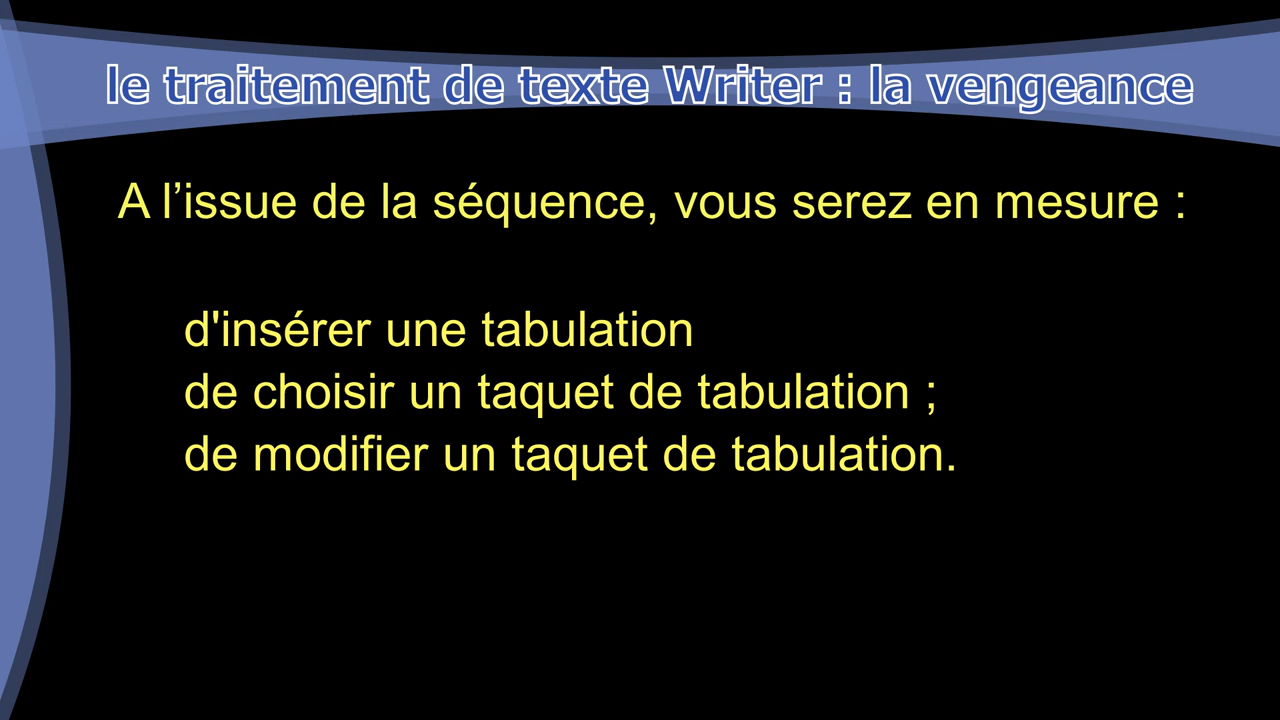 le traitement de texte Writer : la vengeance
A l’issue de la séquence, vous serez en mesure :
d'insérer une tabulation
de choisir un taquet de tabulation ;
de modifier un taquet de tabulation.